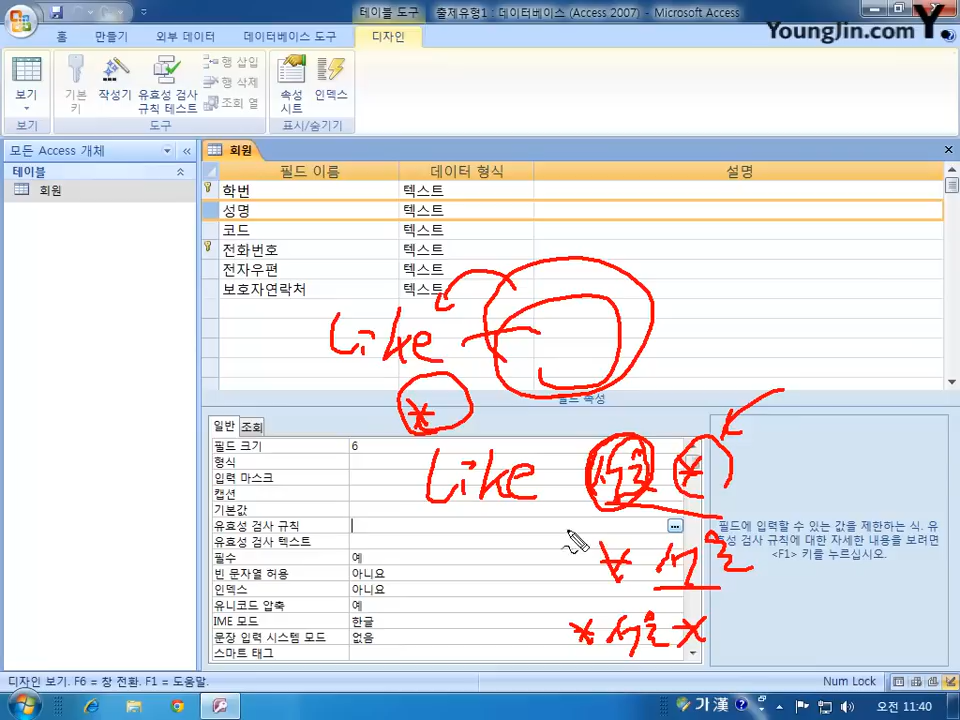 테이블 도구
출제유형1 : 데이터베이스 (Access 2007) - Microsoft Access
YoungJin.com Y.
홈 만들기 외부 데이터 데이터베이스 도구 디자인
보기
기본 키
작성기
유효성 검사 규칙 테스트
행 삽입
행 삭제
조회 열
속성 시트
인덱스
보기 도구 표시/숨기기
모든 Access 개체
테이블
회원
회원
필드 이름 데이터 형식 설명
학번 텍스트
성명 텍스트
코드 텍스트
전화번호 텍스트
전자우편 텍스트
보호자연락처 텍스트
Like
*
필드 속성
일반 조회
필드 크기 6
형식
입력 마스크
캡션
기본값
유효성 검사 규칙
유효성 검사 텍스트
필수 예
빈 문자열 허용 아니요
인덱스 아니요
유니코드 압축 예
IME 모드 한글
문장 입력 시스템 모드 없음
스마트 태그
Like 서울 *
* 서울
* 서울 *
필드에 입력할 수 있는 값을 제한하는 식. 유효성 검사 규칙에 대한 자세한 내용을 보려면 <F1> 키를 누르십시오.
디자인 보기. F6 = 창 전환. F1 = 도움말.
Num Lock
가 漢
오전 11:40